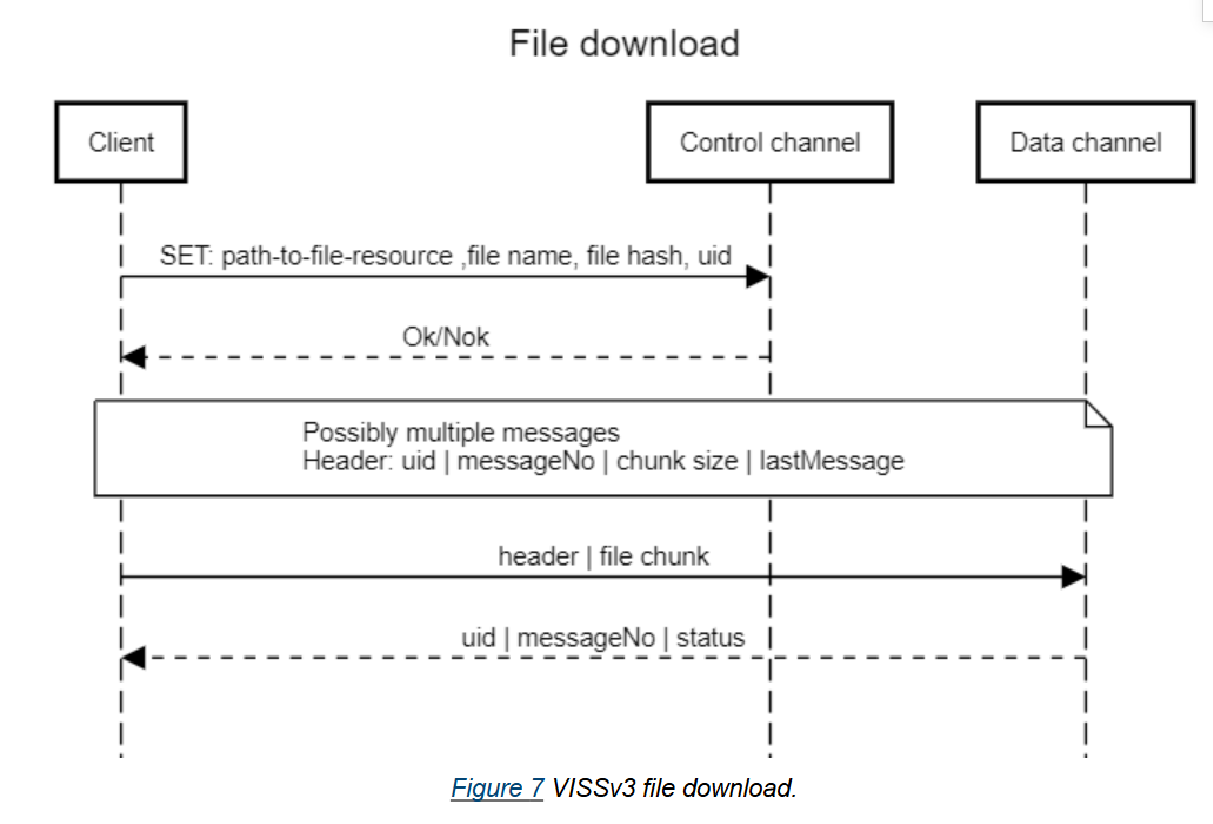 File download
Client
Control channel
Data channel
SET: path-to-file-resource ,file name, file hash, uid
Ok/Nok
Possibly multiple messages
Header: uid | messageNo | chunk size | lastMessage
header | file chunk
uid | messageNo | status
Figure 7 VISSv3 file download.